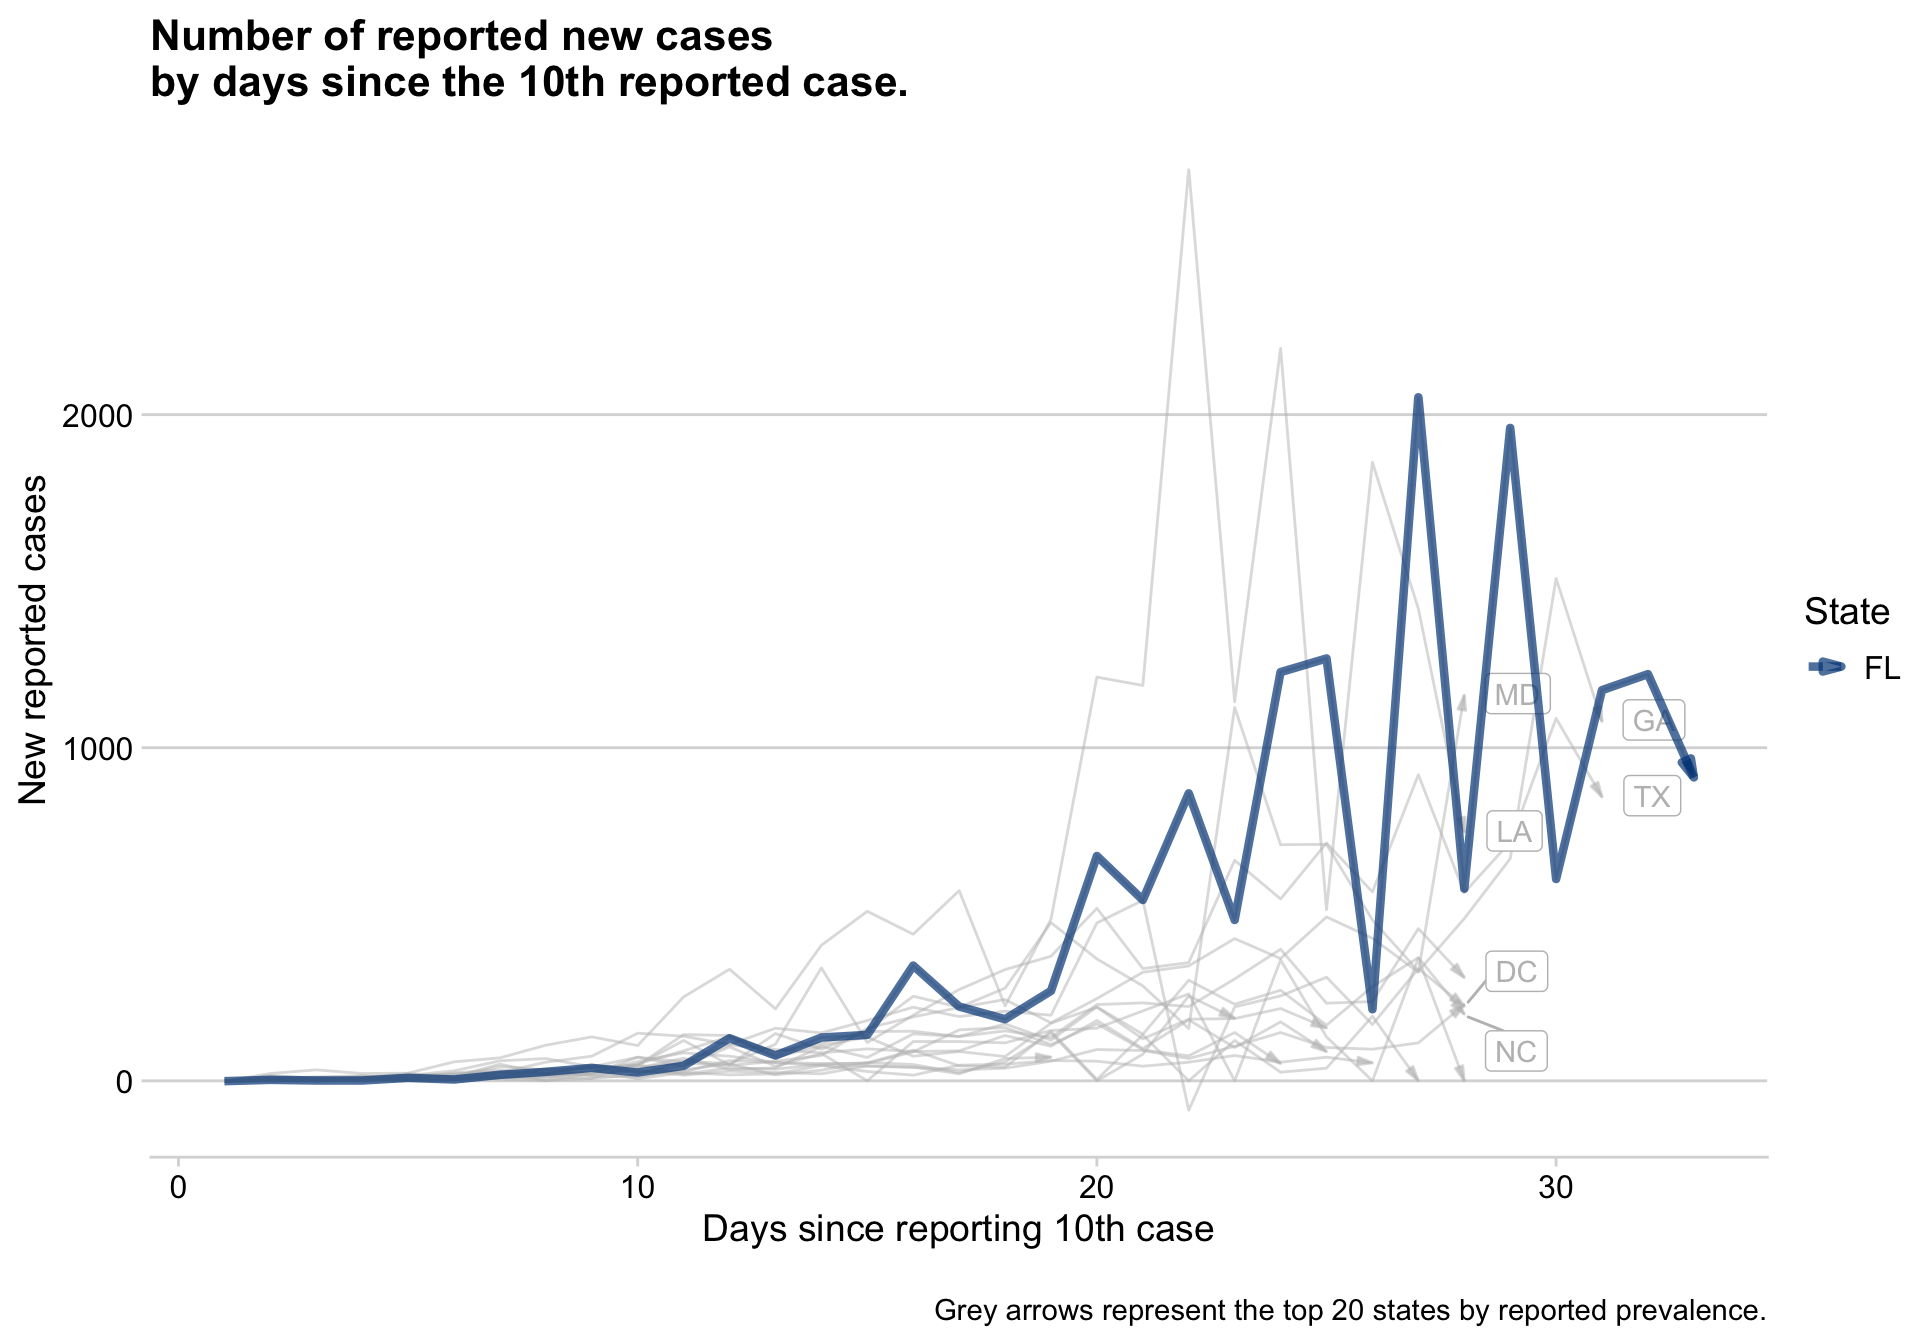 Number of reported new cases
by days since the 10th reported case.
New reported cases
2000
1000
0
MD
GA
TX
LA
DC
NC
State
FL
0
10
20
30
Days since reporting 10th case
Grey arrows represent the top 20 states by reported prevalence.